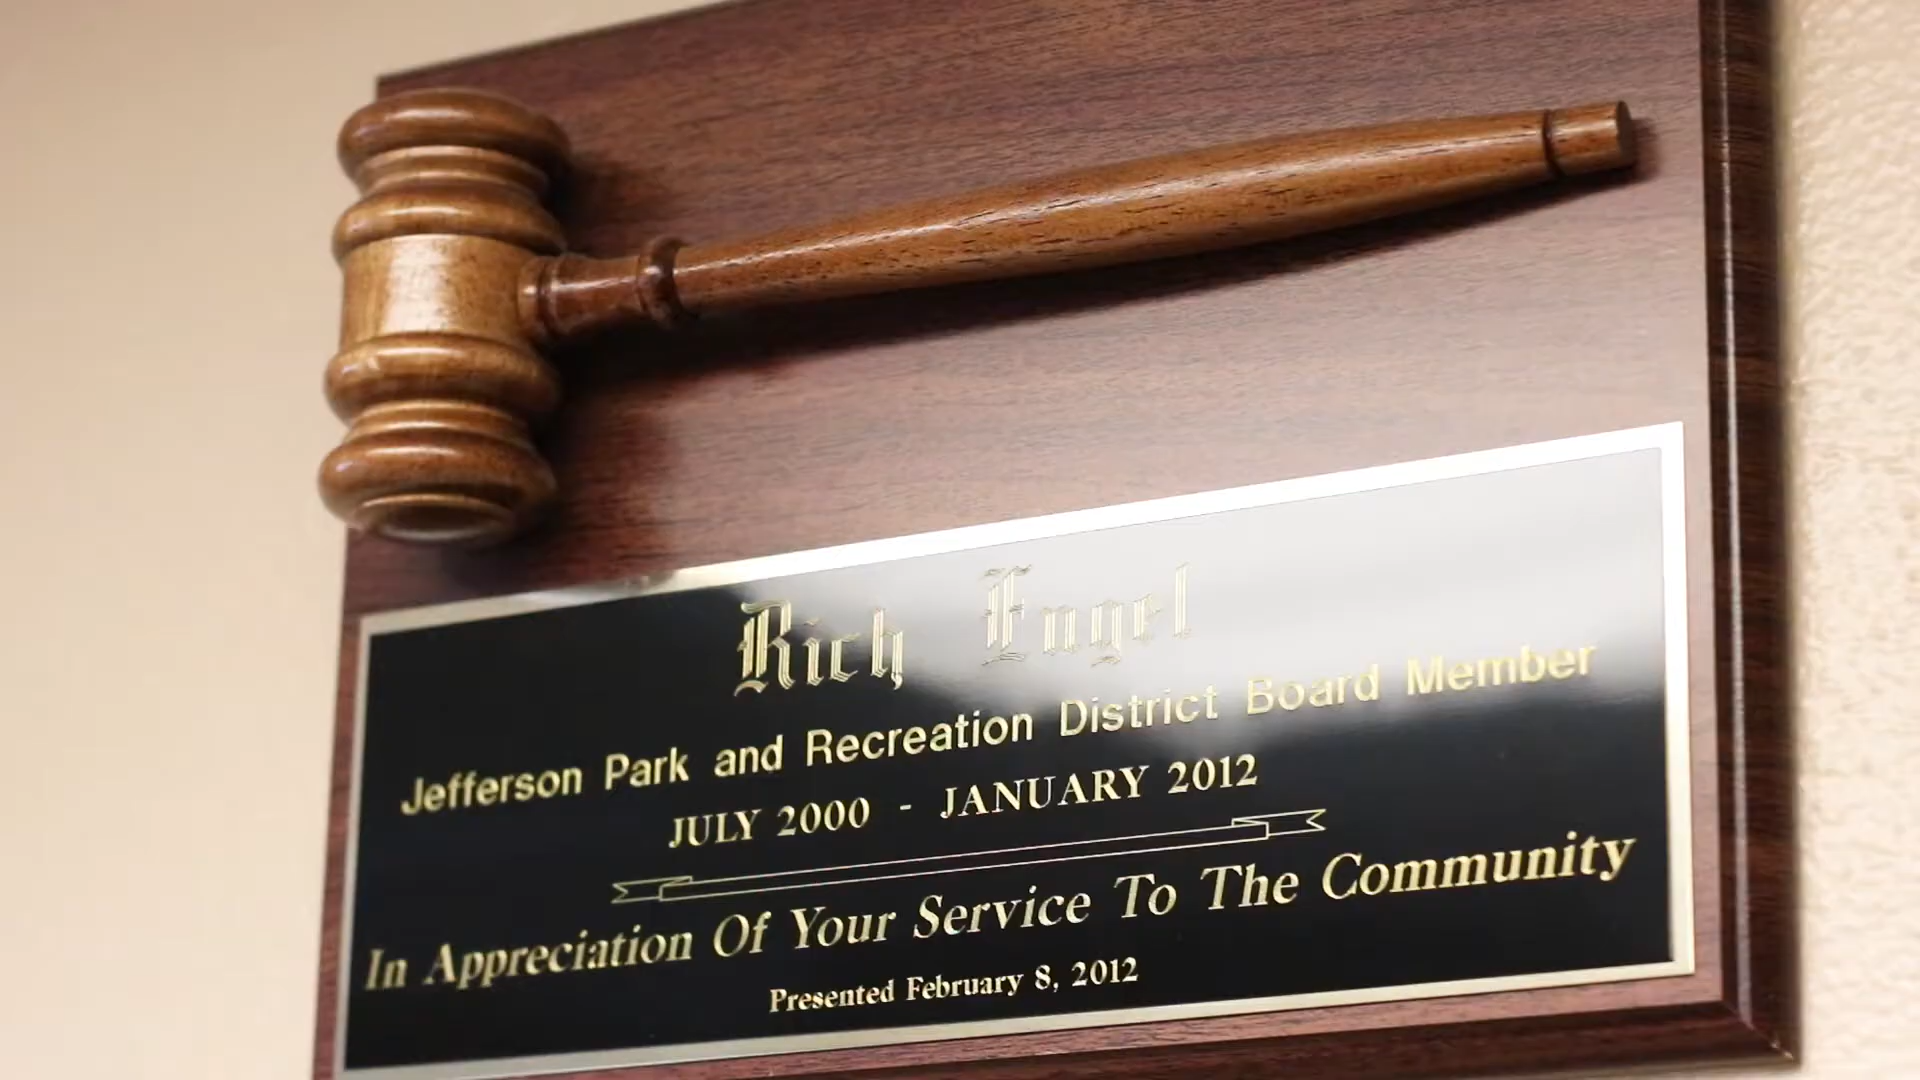 Rich Engel
Jefferson Park and Recreation District Board Member
JULY 2000 - JANUARY 2012
In Appreciation Of Your Service To The Community
Presented February 8, 2012